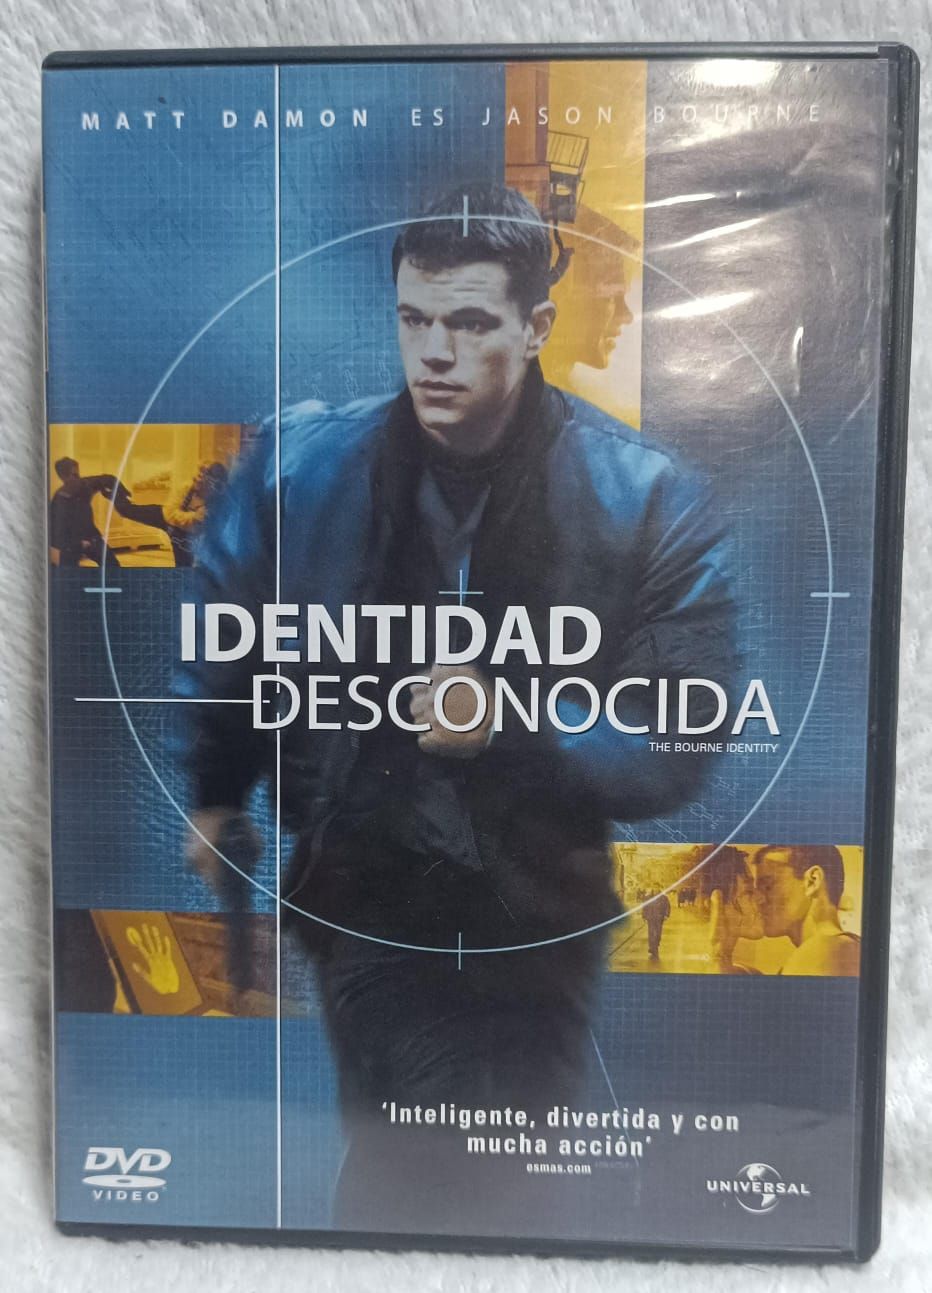 MATT DAMON ES JASON BOURNE
IDENTIDAD
DESCONOCIDA
THE BOURNE IDENTITY
'Inteligente, divertida y con
mucha acción'
esmas.com
DVD
VIDEO
UNIVERSAL